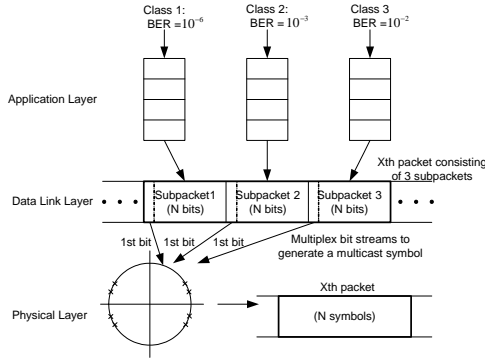 Class 1:
BER =10⁻⁶
Class 2:
BER =10⁻³
Class 3
BER =10⁻²
Application Layer
Xth packet consisting
of 3 subpackets
Data Link Layer
Subpacket1
(N bits)
Subpacket 2
(N bits)
Subpacket 3
(N bits)
1st bit
1st bit
1st bit
Multiplex bit streams to
generate a multicast symbol
Physical Layer
Xth packet
(N symbols)